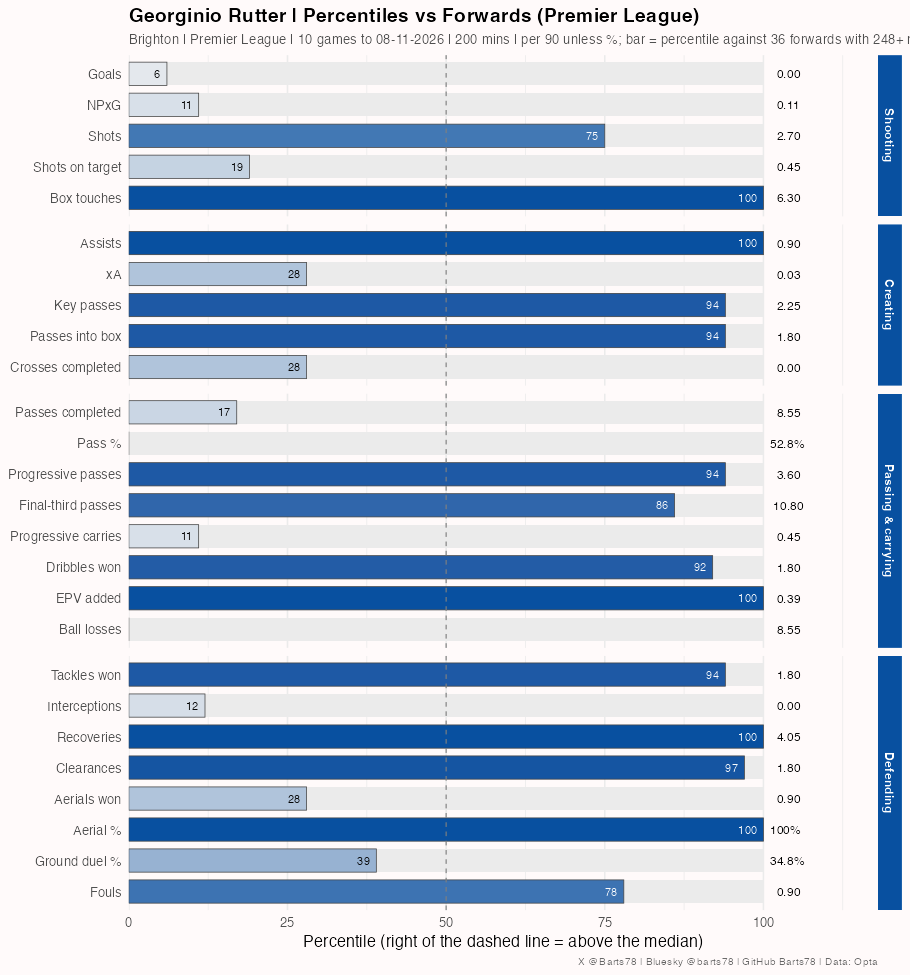 Georginio Rutter | Percentiles vs Forwards (Premier League)
Brighton | Premier League | 10 games to 08-11-2026 | 200 mins | per 90 unless %; bar = percentile against 36 forwards with 248+
Shooting
Goals 6 0.00
NPxG 11 0.11
Shots 75 2.70
Shots on target 19 0.45
Box touches 100 6.30
Creating
Assists 100 0.90
xA 28 0.03
Key passes 94 2.25
Passes into box 94 1.80
Crosses completed 28 0.00
Passing & carrying
Passes completed 17 8.55
Pass % 52.8%
Progressive passes 94 3.60
Final-third passes 86 10.80
Progressive carries 11 0.45
Dribbles won 92 1.80
EPV added 100 0.39
Ball losses 8.55
Defending
Tackles won 94 1.80
Interceptions 12 0.00
Recoveries 100 4.05
Clearances 97 1.80
Aerials won 28 0.90
Aerial % 100 100%
Ground duel % 39 34.8%
Fouls 78 0.90
0 25 50 75 100
Percentile (right of the dashed line = above the median)
X @Barts78 | Bluesky @barts78 | GitHub Barts78 | Data: Opta